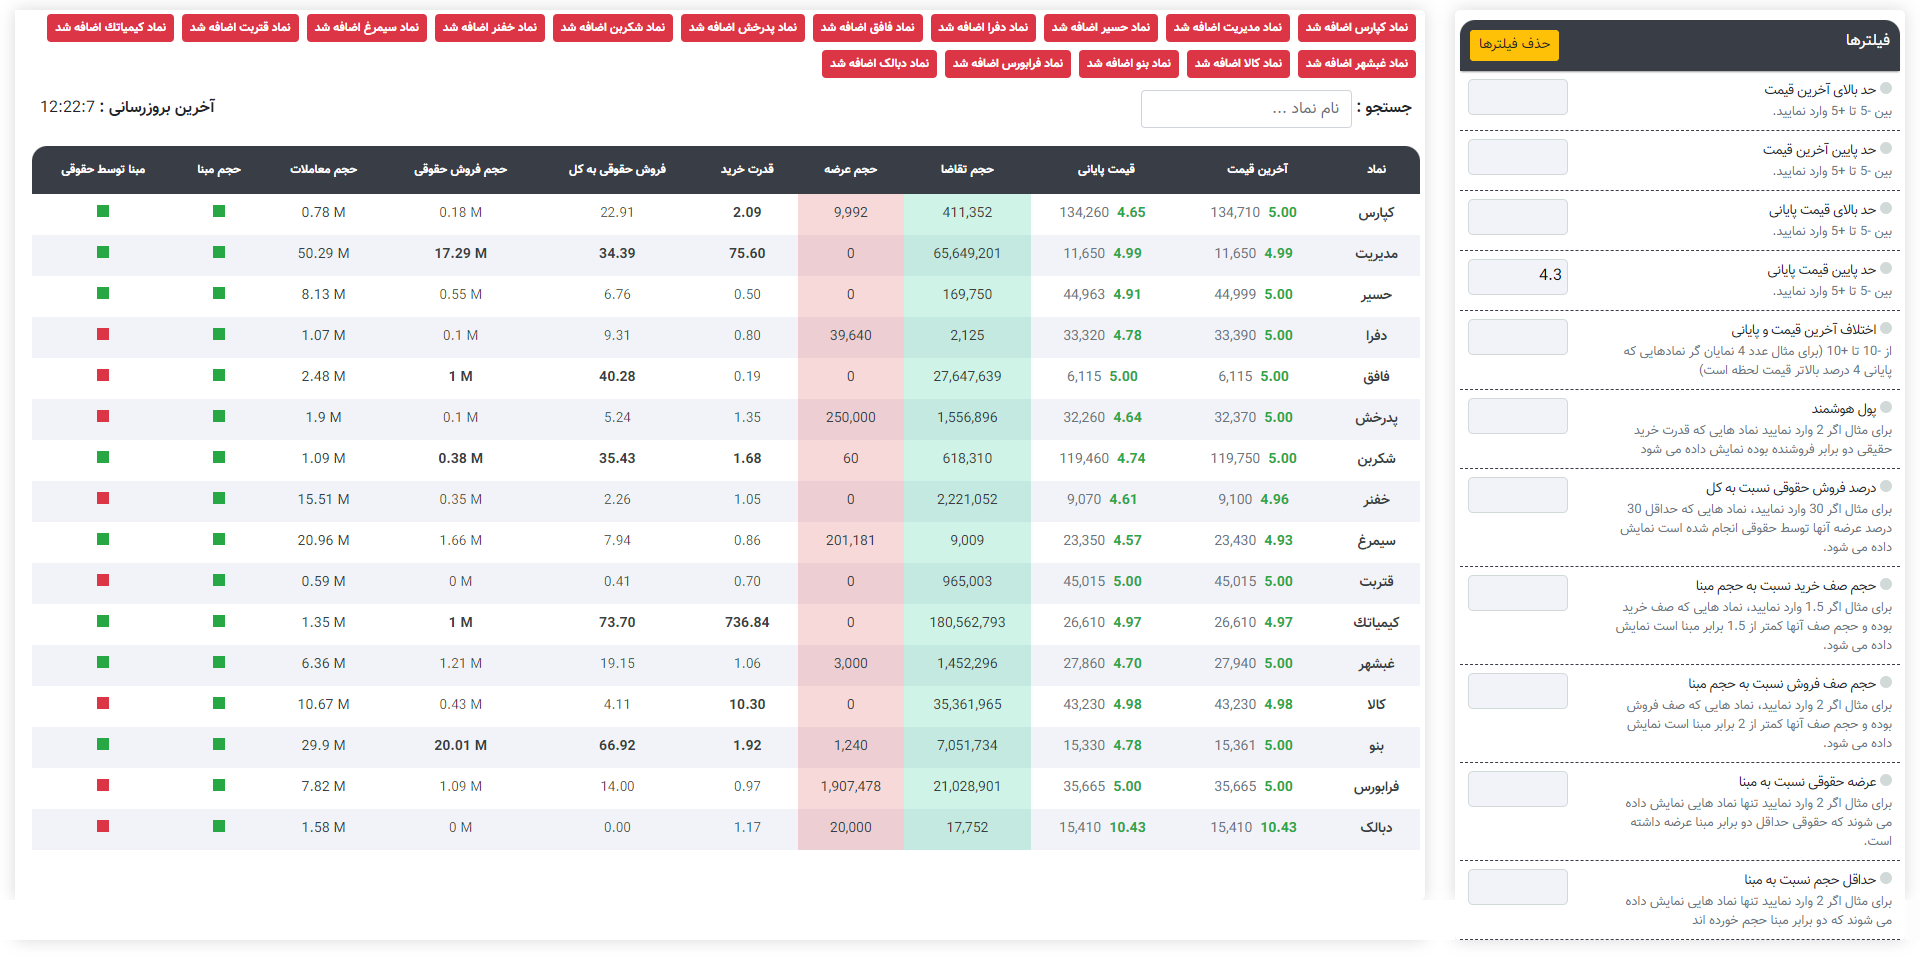 فیلترها
حذف فیلترها
حد بالای آخرین قیمت
بین -5 تا +5 وارد نمایید.
حد پایین آخرین قیمت
بین -5 تا +5 وارد نمایید.
حد بالای قیمت پایانی
بین -5 تا +5 وارد نمایید.
حد پایین قیمت پایانی
بین -5 تا +5 وارد نمایید.
4.3
اختلاف آخرین قیمت و پایانی
از -10 تا +10 (برای مثال عدد 4 نمایان گر نمادهایی که
پایانی 4 درصد بالاتر قیمت لحظه است)
پول هوشمند
برای مثال اگر 2 وارد نمایید نماد هایی که قدرت خرید
حقیقی دو برابر فروشنده بوده نمایش داده می شود
درصد فروش حقوقی نسبت به کل
برای مثال اگر 30 وارد نمایید، نماد هایی که حداقل 30
درصد عرضه آنها توسط حقوقی انجام شده است نمایش
داده می شود.
حجم صف خرید نسبت به حجم مبنا
برای مثال اگر 1.5 وارد نمایید، نماد هایی که صف خرید
بوده و حجم صف آنها کمتر از 1.5 برابر مبنا است نمایش
داده می شود.
حجم صف فروش نسبت به حجم مبنا
برای مثال اگر 2 وارد نمایید، نماد هایی که صف فروش
بوده و حجم صف آنها کمتر از 2 برابر مبنا است نمایش
داده می شود.
عرضه حقوقی نسبت به مبنا
برای مثال اگر 2 وارد نمایید تنها نماد هایی نمایش داده
می شوند که حقوقی حداقل دو برابر مبنا عرضه داشته
است.
حداقل حجم نسبت به مبنا
برای مثال اگر 2 وارد نمایید تنها نماد هایی نمایش داده
می شوند که دو برابر مبنا حجم خورده اند
نماد کپارس اضافه شد نماد مدیریت اضافه شد نماد حسیر اضافه شد نماد دفرا اضافه شد نماد فافق اضافه شد نماد پدرخش اضافه شد نماد شکربن اضافه شد نماد خفنر اضافه شد نماد سیمرغ اضافه شد نماد قتربت اضافه شد نماد کیمیاتك اضافه شد
نماد غبشهر اضافه شد نماد کالا اضافه شد نماد بنو اضافه شد نماد فرابورس اضافه شد نماد دبالک اضافه شد
جستجو : نام نماد ...
آخرین بروزرسانی : 12:22:7
نماد آخرین قیمت قیمت پایانی حجم تقاضا حجم عرضه قدرت خرید فروش حقوقی به کل حجم فروش حقوقی حجم معاملات حجم مبنا مبنا توسط حقوقی
کپارس 5.00 134,710 4.65 134,260 411,352 9,992 2.09 22.91 0.18 M 0.78 M
مدیریت 4.99 11,650 4.99 11,650 65,649,201 0 75.60 34.39 17.29 M 50.29 M
حسیر 5.00 44,999 4.91 44,963 169,750 0 0.50 6.76 0.55 M 8.13 M
دفرا 5.00 33,390 4.78 33,320 2,125 39,640 0.80 9.31 0.1 M 1.07 M
فافق 5.00 6,115 5.00 6,115 27,647,639 0 0.19 40.28 1 M 2.48 M
پدرخش 5.00 32,370 4.64 32,260 1,556,896 250,000 1.35 5.24 0.1 M 1.9 M
شکربن 5.00 119,750 4.74 119,460 618,310 60 1.68 35.43 0.38 M 1.09 M
خفنر 4.96 9,100 4.61 9,070 2,221,052 0 1.05 2.26 0.35 M 15.51 M
سیمرغ 4.93 23,430 4.57 23,350 9,009 201,181 0.86 7.94 1.66 M 20.96 M
قتربت 5.00 45,015 5.00 45,015 965,003 0 0.70 0.41 0 M 0.59 M
کیمیاتك 4.97 26,610 4.97 26,610 180,562,793 0 736.84 73.70 1 M 1.35 M
غبشهر 5.00 27,940 4.70 27,860 1,452,296 3,000 1.06 19.15 1.21 M 6.36 M
کالا 4.98 43,230 4.98 43,230 35,361,965 0 10.30 4.11 0.43 M 10.67 M
بنو 5.00 15,361 4.78 15,330 7,051,734 1,240 1.92 66.92 20.01 M 29.9 M
فرابورس 5.00 35,665 5.00 35,665 21,028,901 1,907,478 0.97 14.00 1.09 M 7.82 M
دبالک 10.43 15,410 10.43 15,410 17,752 20,000 1.17 0.00 0 M 1.58 M